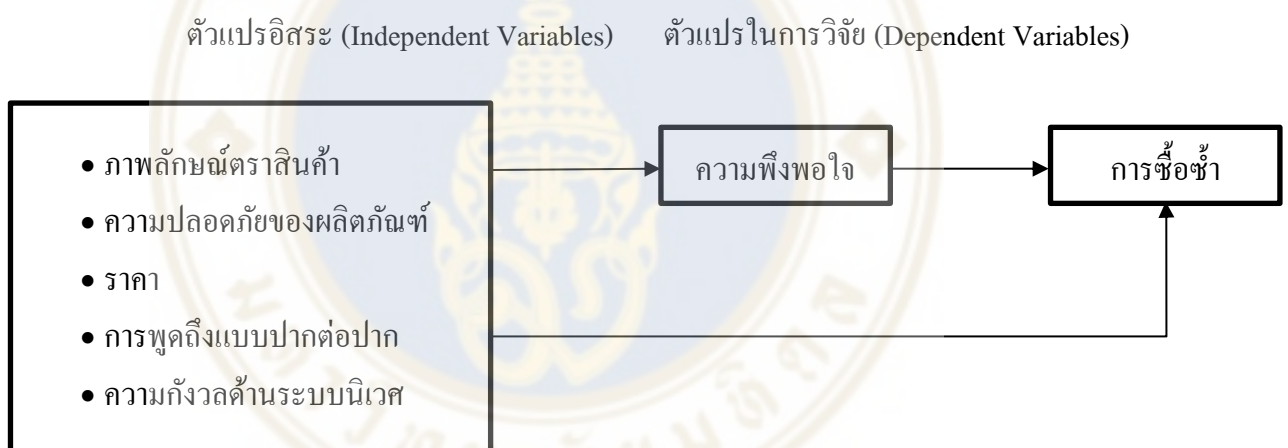 ตัวแปรอิสระ (Independent Variables) ตัวแปรในการวิจัย (Dependent Variables)
• ภาพลักษณ์ตราสินค้า
• ความปลอดภัยของผลิตภัณฑ์
• ราคา
• การพูดถึงแบบปากต่อปาก
• ความกังวลด้านระบบนิเวศ
ความพึงพอใจ
การซื้อซ้ำ